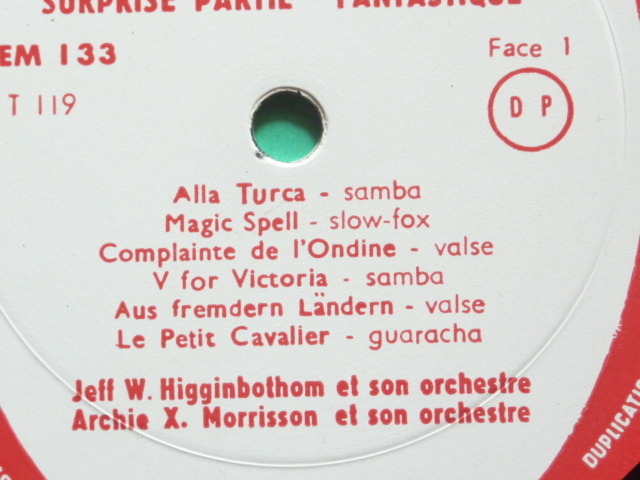 SURPRISE PARTIE "FANTASTIQUE"
EM 133
Face 1
T 119
D P
Alla Turca - samba
Magic Spell - slow-fox
Complainte de l'Ondine - valse
V for Victoria - samba
Aus fremdern Ländern - valse
Le Petit Cavalier - guaracha
Jeff W. Higginbothom et son orchestre
Archie X. Morrisson et son orchestre
DUPLICATI